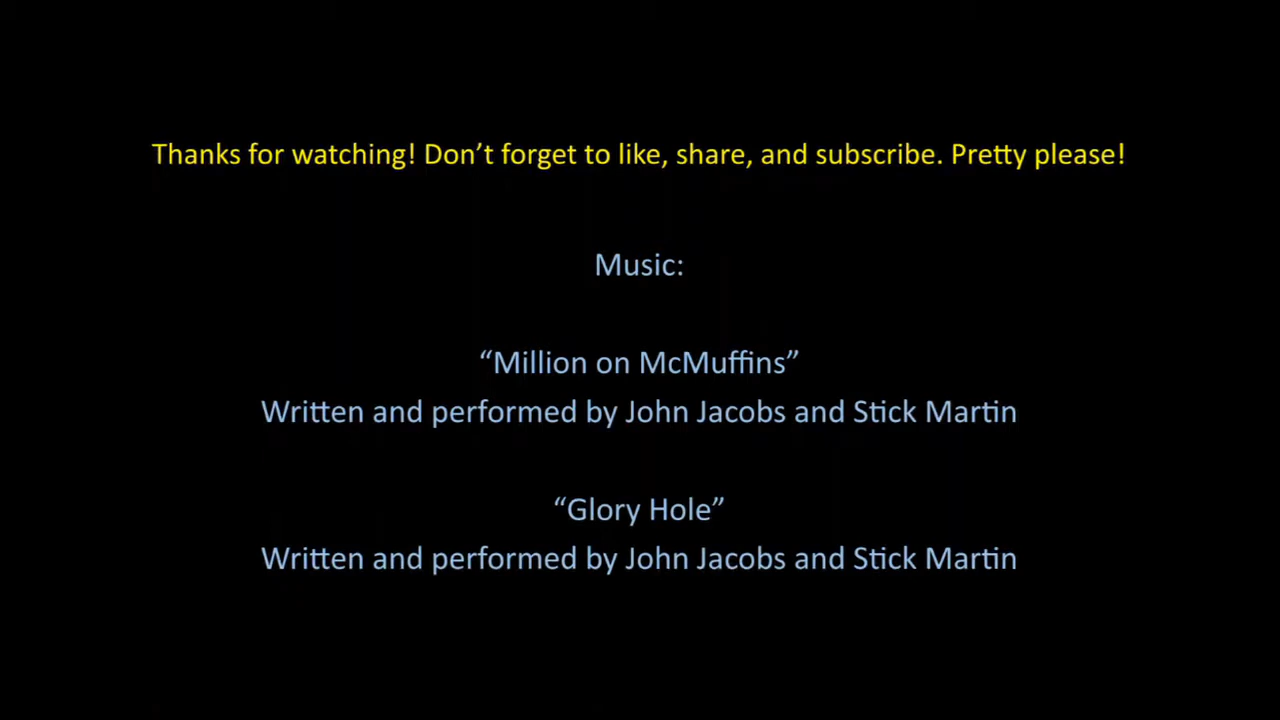 Thanks for watching! Don’t forget to like, share, and subscribe. Pretty please!
Music:
“Million on McMuffins”
Written and performed by John Jacobs and Stick Martin
“Glory Hole”
Written and performed by John Jacobs and Stick Martin